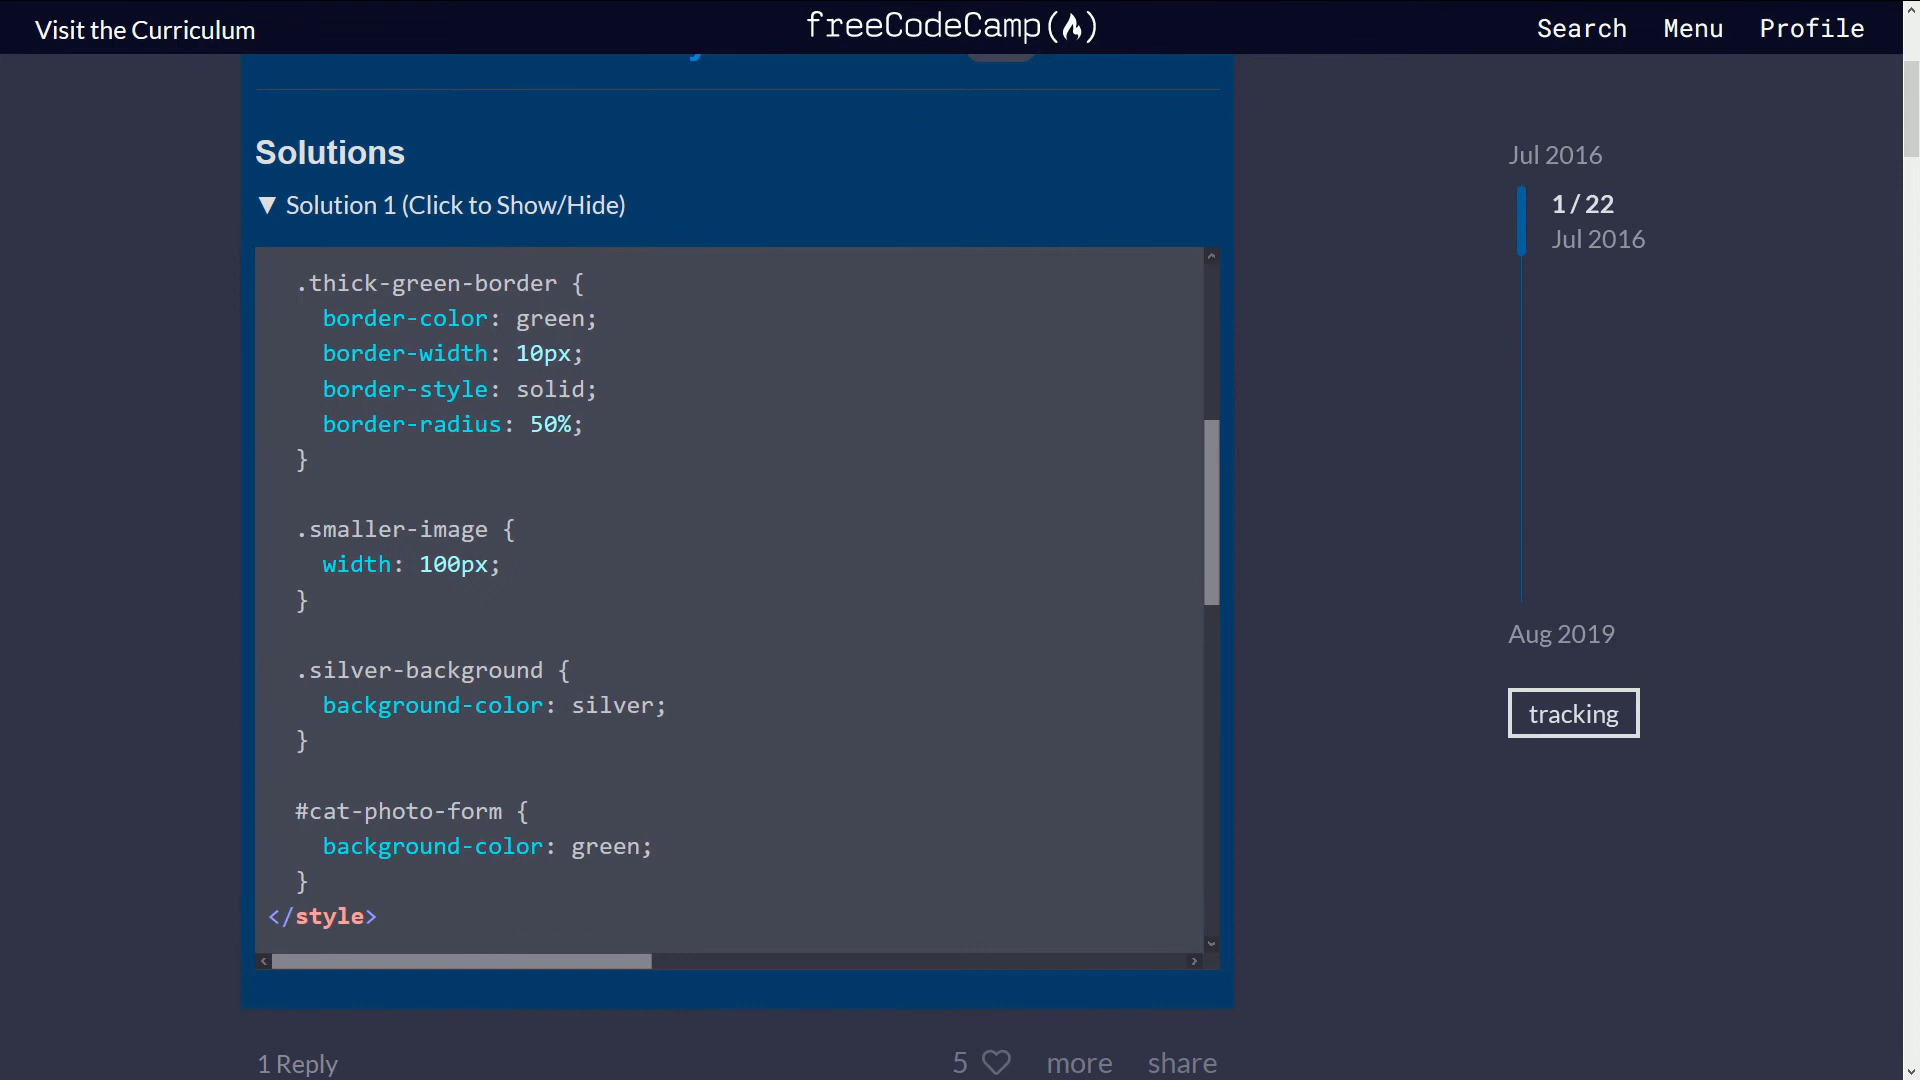 Visit the Curriculum
freeCodeCamp
Search Menu Profile
Solutions
▼ Solution 1 (Click to Show/Hide)
.thick-green-border {
border-color: green;
border-width: 10px;
border-style: solid;
border-radius: 50%;
}
.smaller-image {
width: 100px;
}
.silver-background {
background-color: silver;
}
#cat-photo-form {
background-color: green;
}
</style>
1 Reply
5
more
share
Jul 2016
1 / 22
Jul 2016
Aug 2019
tracking